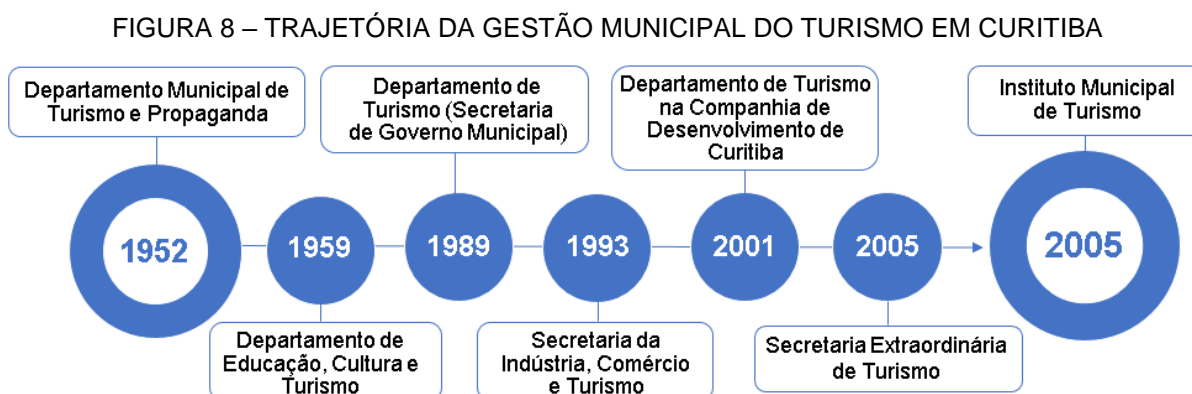 FIGURA 8 – TRAJETÓRIA DA GESTÃO MUNICIPAL DO TURISMO EM CURITIBA
Departamento Municipal de
Turismo e Propaganda
Departamento de
Turismo (Secretaria
de Governo Municipal)
Departamento de Turismo
na Companhia de
Desenvolvimento de
Curitiba
Instituto Municipal
de Turismo
1952
1959
1989
1993
2001
2005
2005
Departamento de
Educação, Cultura e
Turismo
Secretaria da
Indústria, Comércio
e Turismo
Secretaria Extraordinária
de Turismo